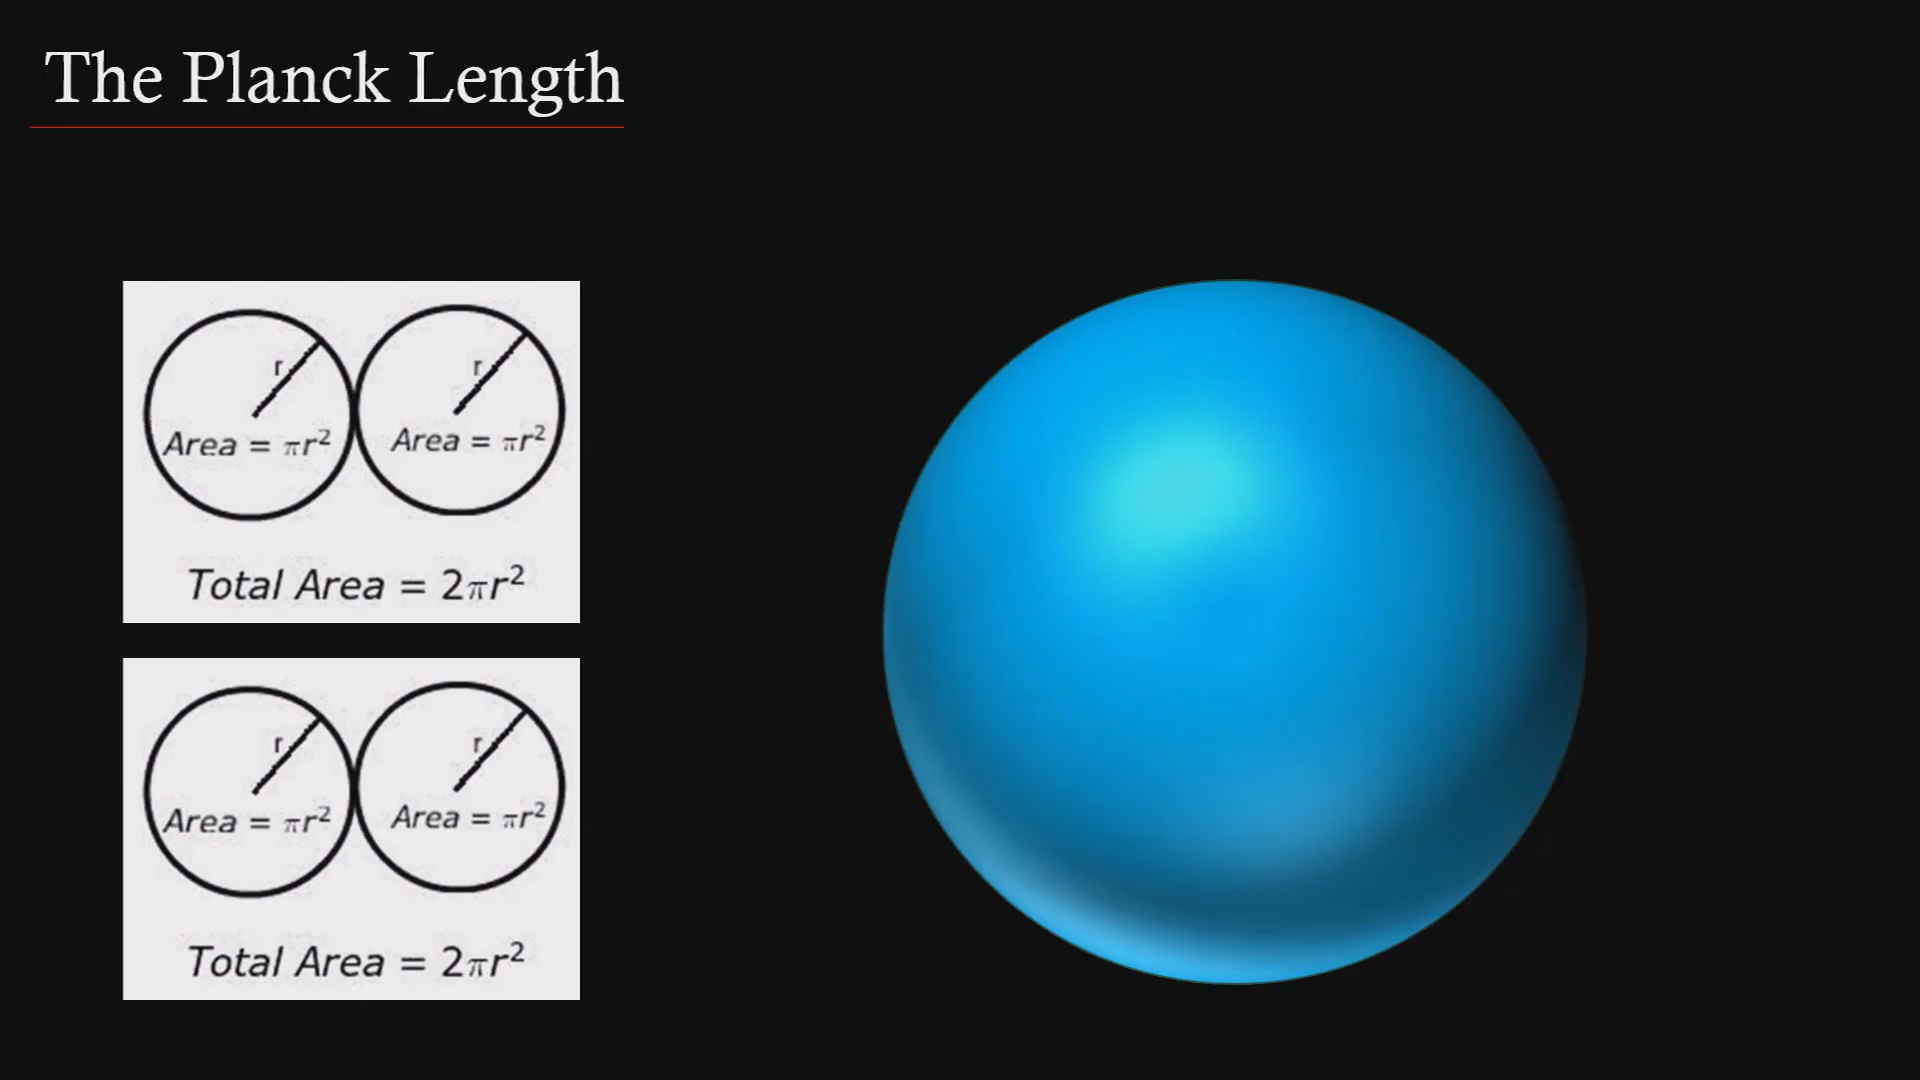 The Planck Length
r r
Area = πr² Area = πr²
Total Area = 2πr²
r r
Area = πr² Area = πr²
Total Area = 2πr²